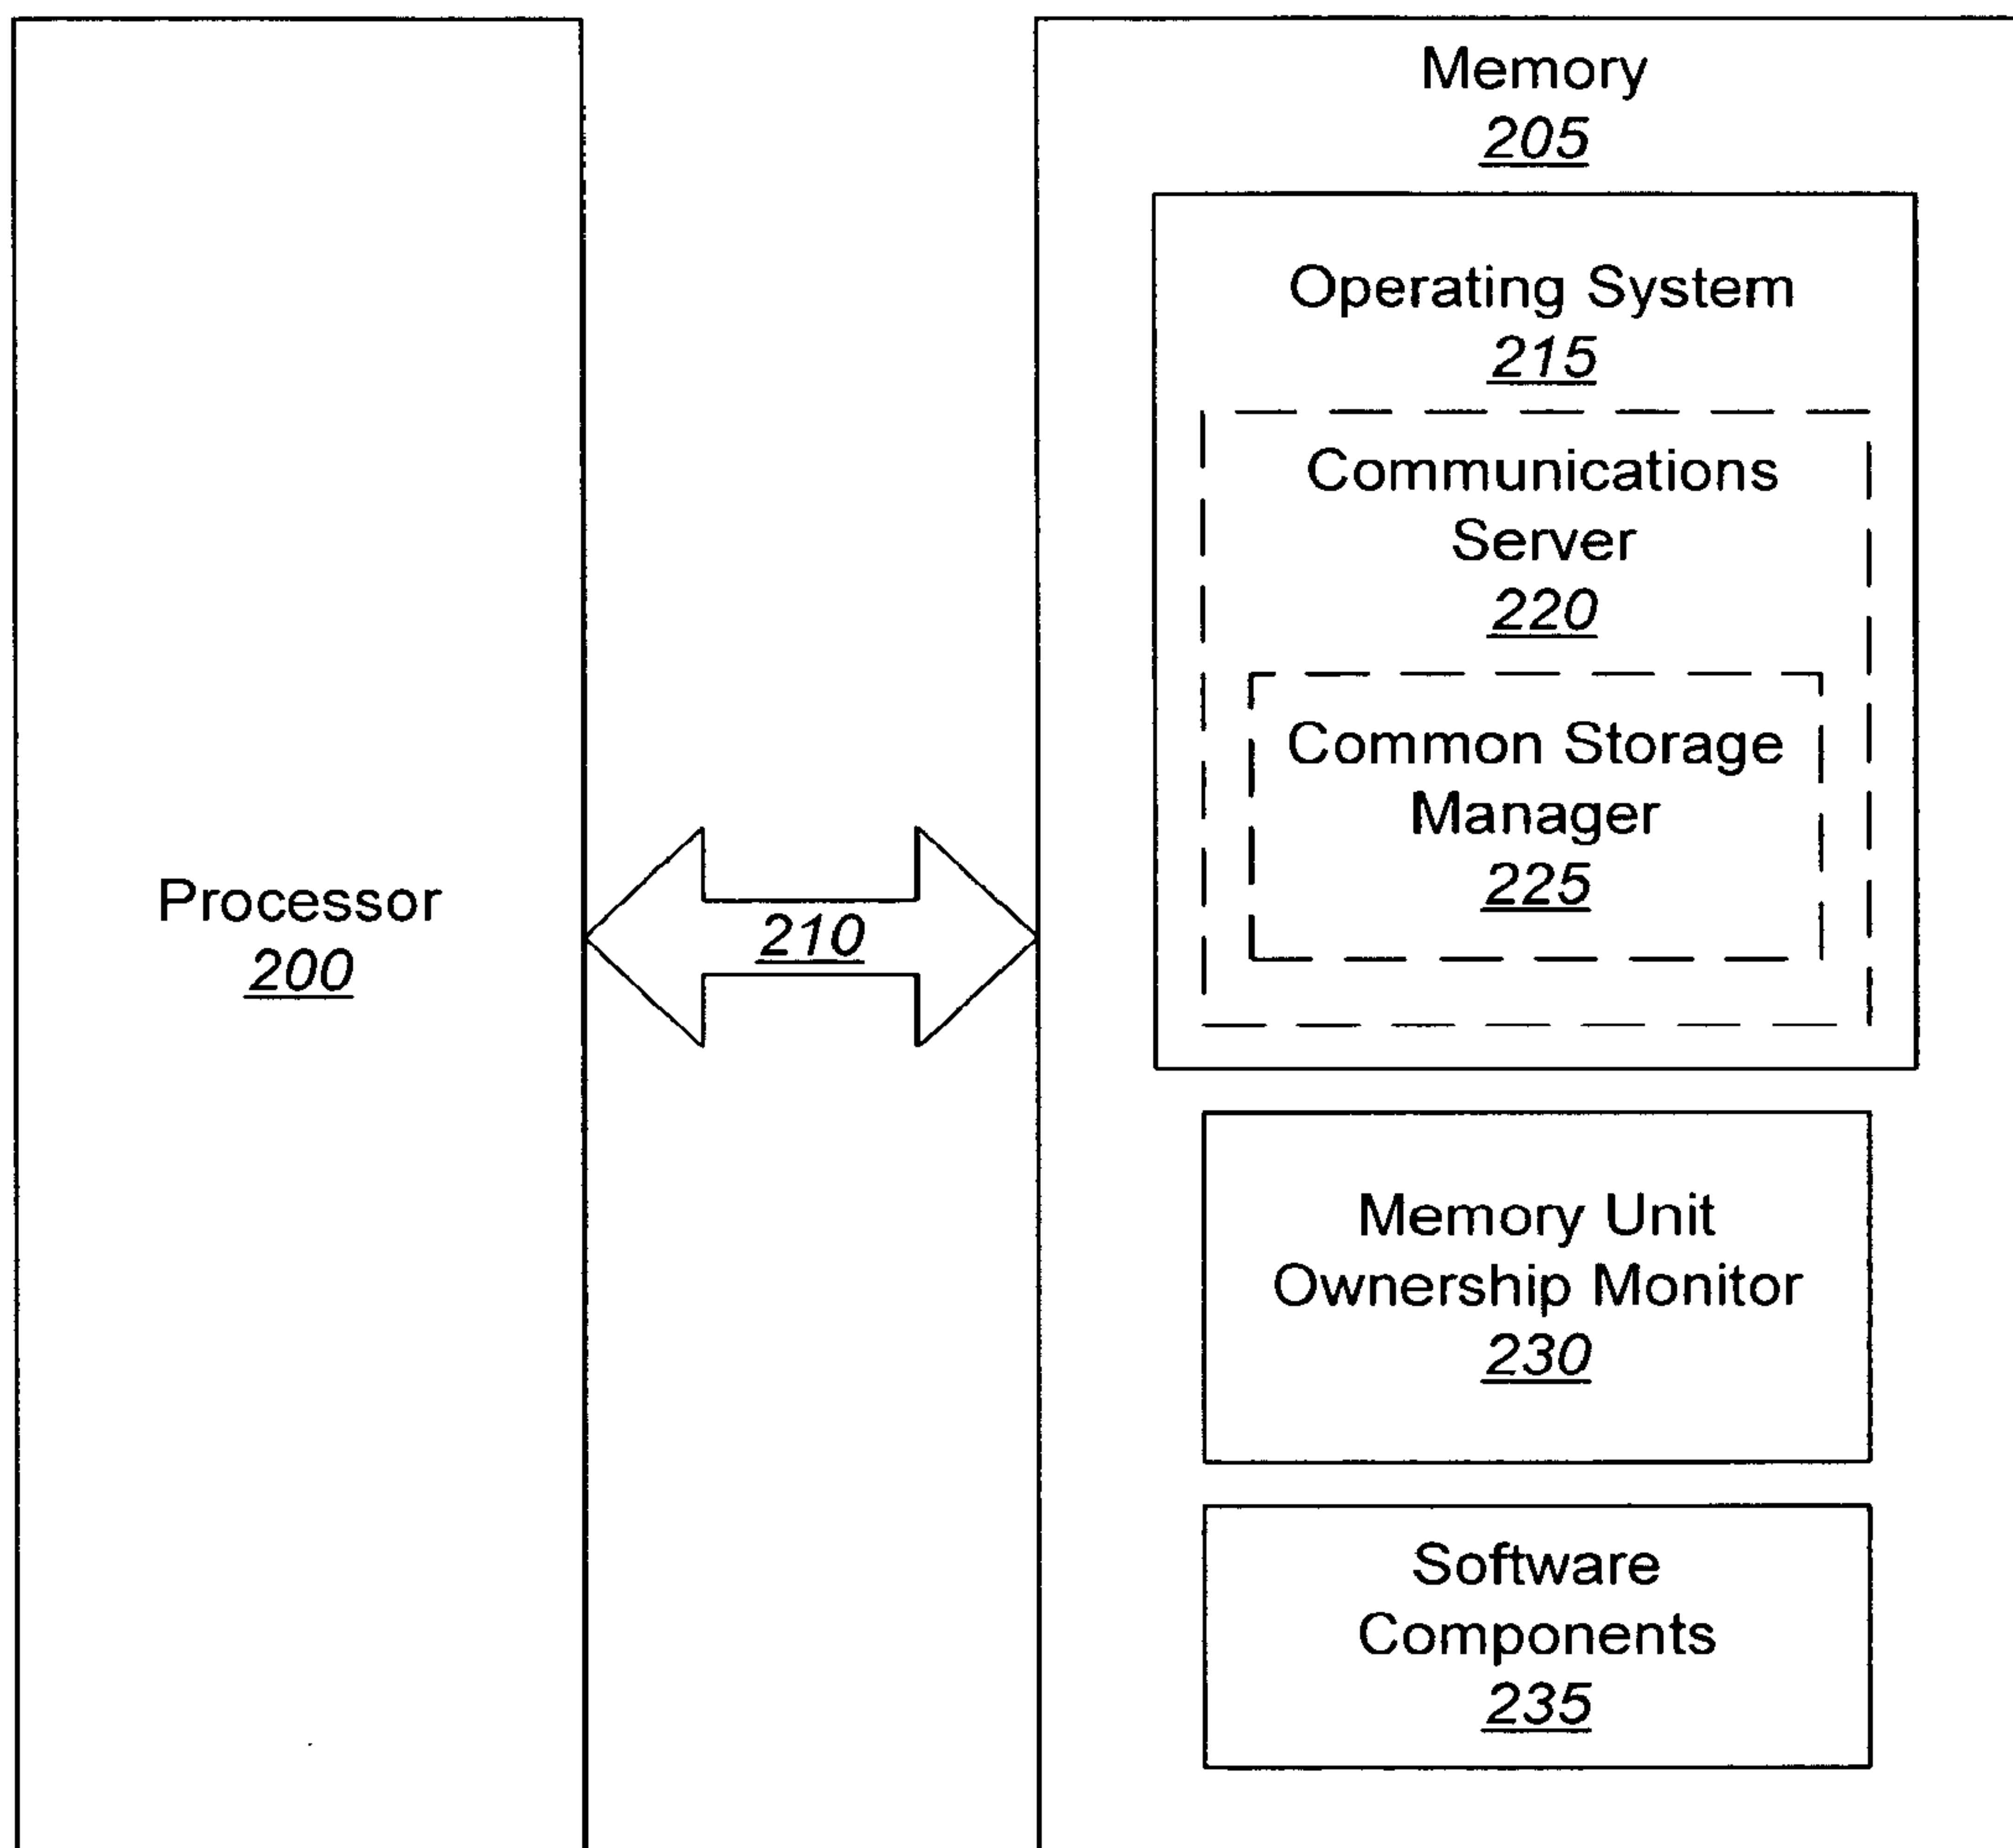 Processor
200
210
Memory
205
Operating System
215
Communications
Server
220
Common Storage
Manager
225
Memory Unit
Ownership Monitor
230
Software
Components
235